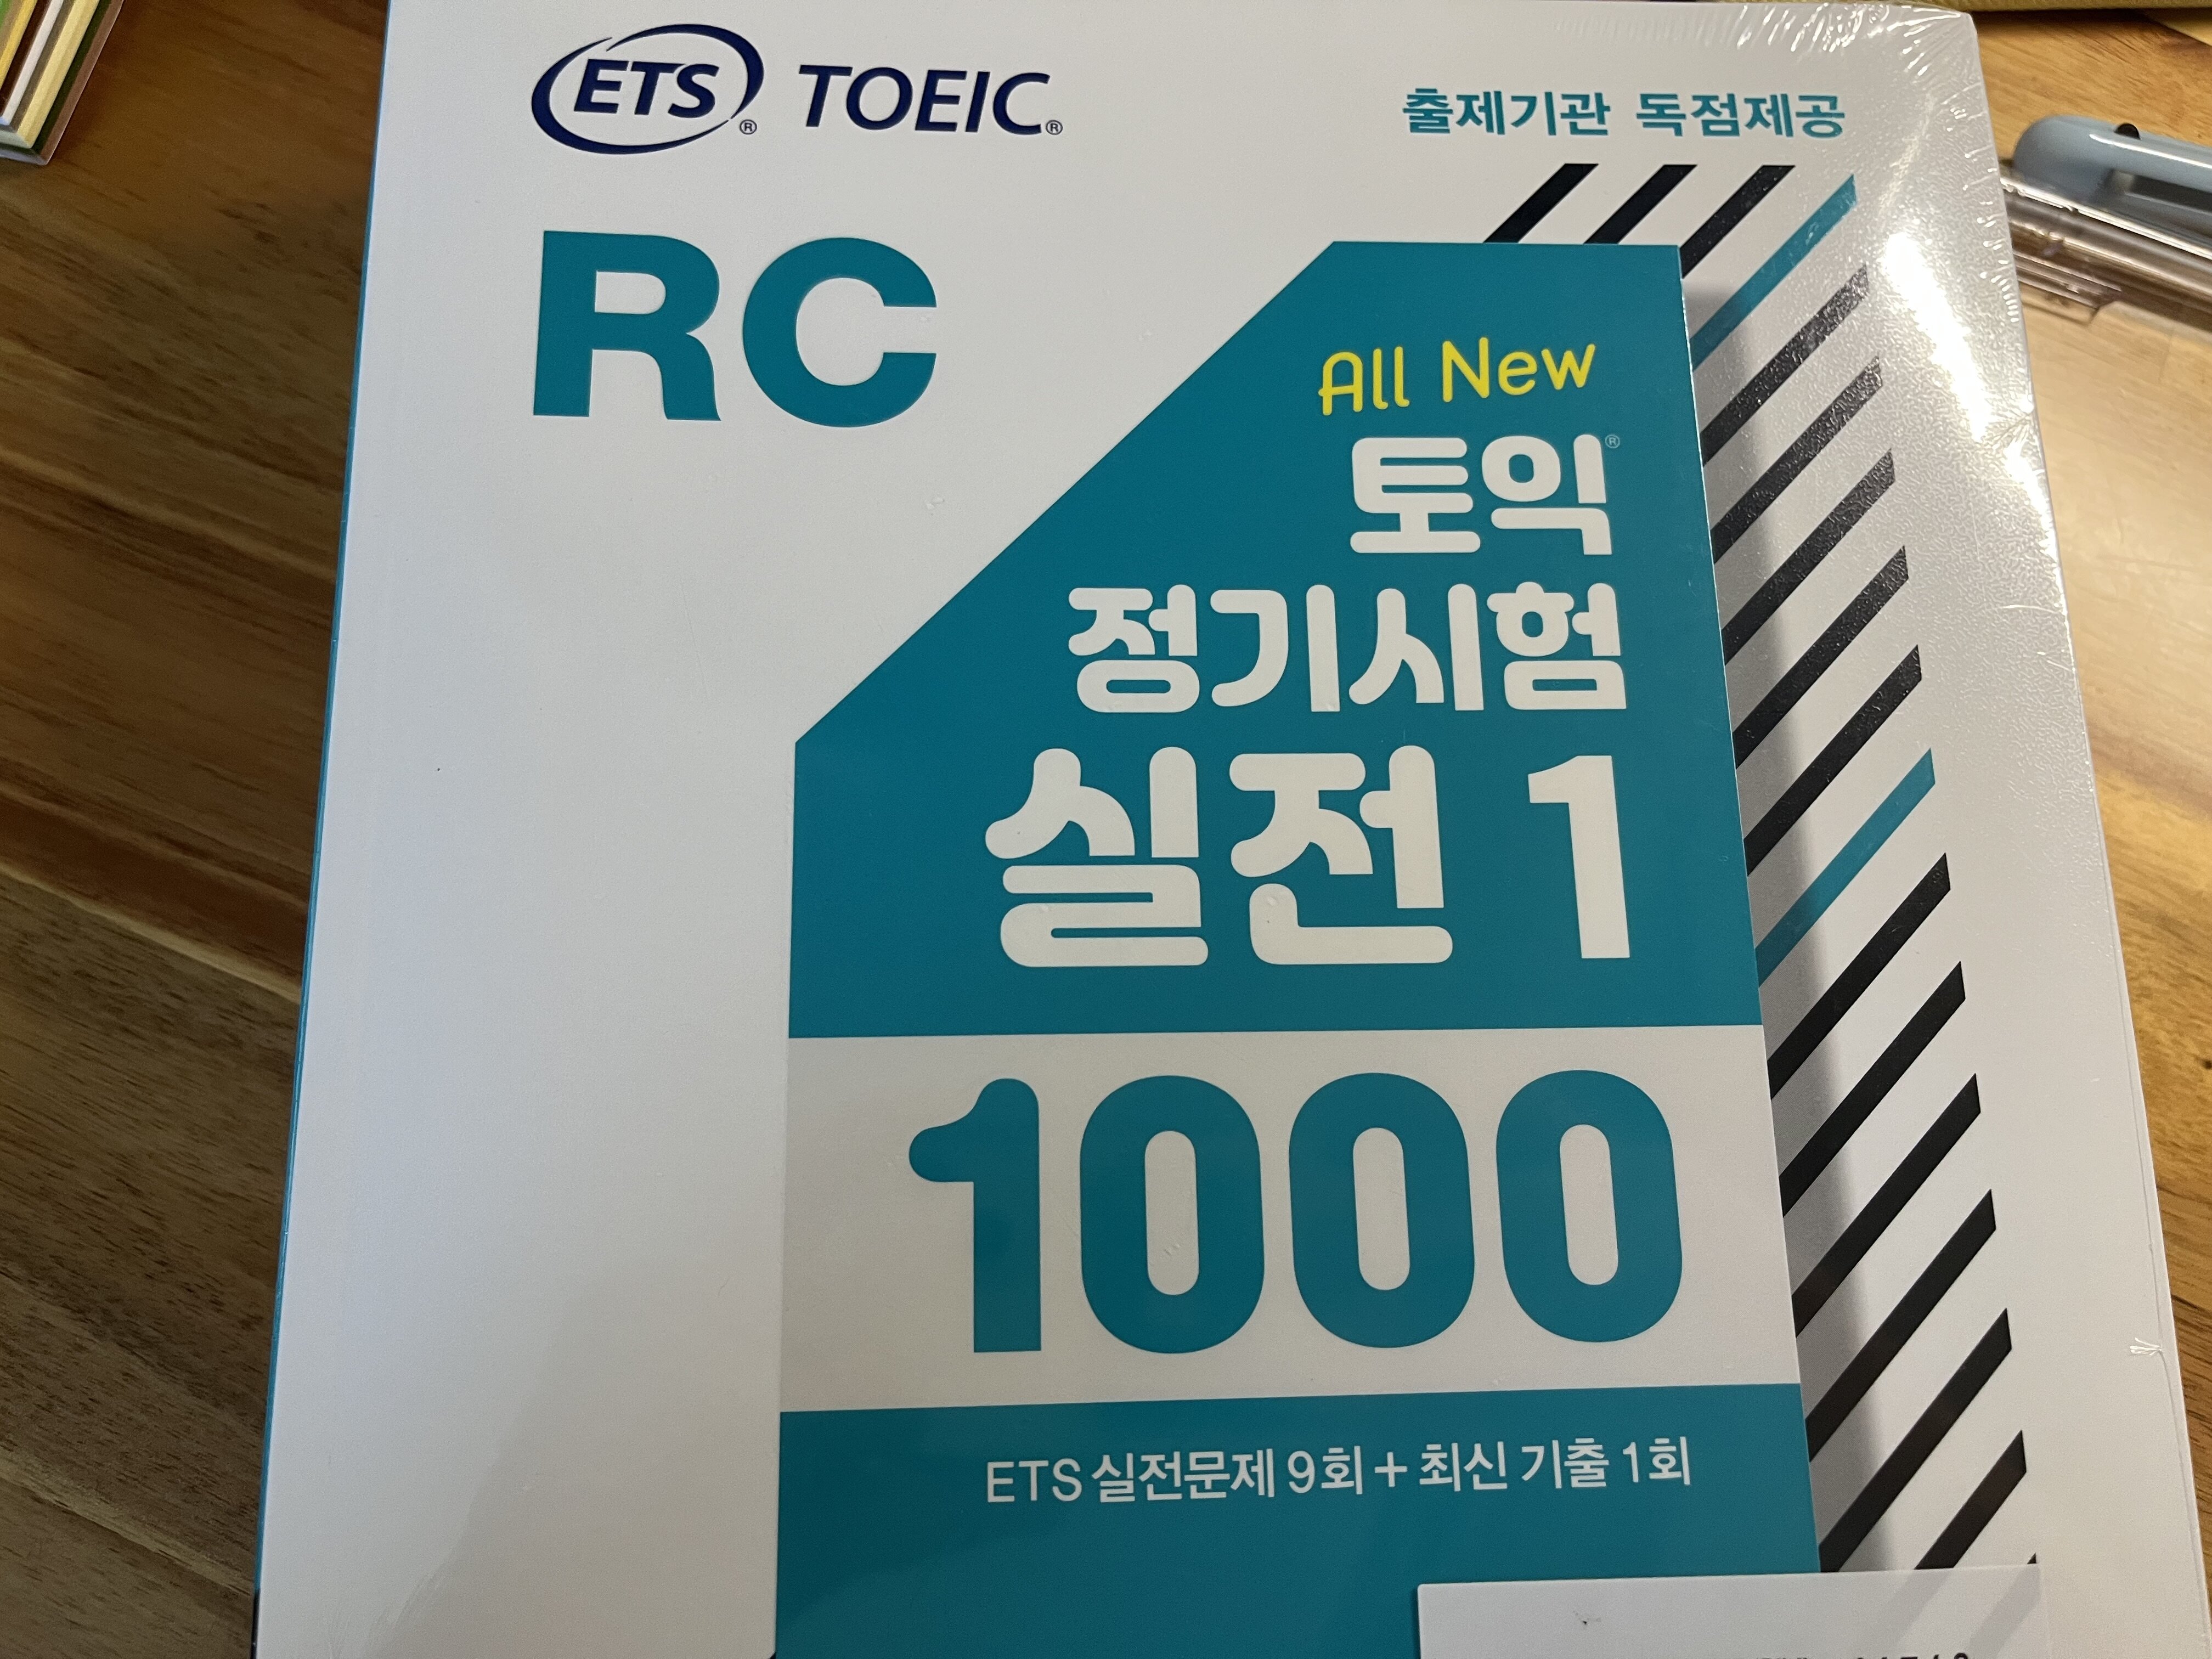 ETS® TOEIC®
출제기관 독점제공
RC
All New
토익®
정기시험
실전 1
1000
ETS 실전문제 9회 + 최신 기출 1회